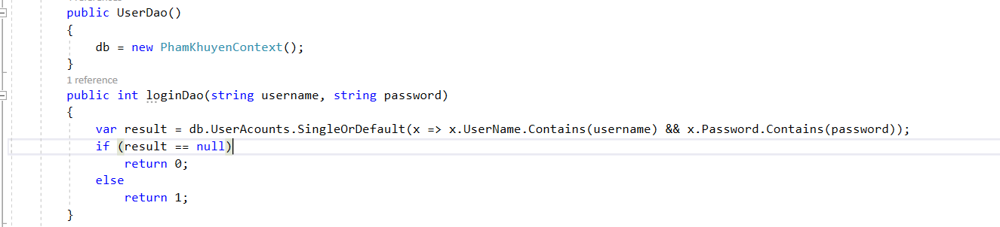 public UserDao()
{
db = new PhamKhuyenContext();
}
1 reference
public int loginDao(string username, string password)
{
var result = db.UserAcounts.SingleOrDefault(x => x.UserName.Contains(username) && x.Password.Contains(password));
if (result == null)
return 0;
else
return 1;
}